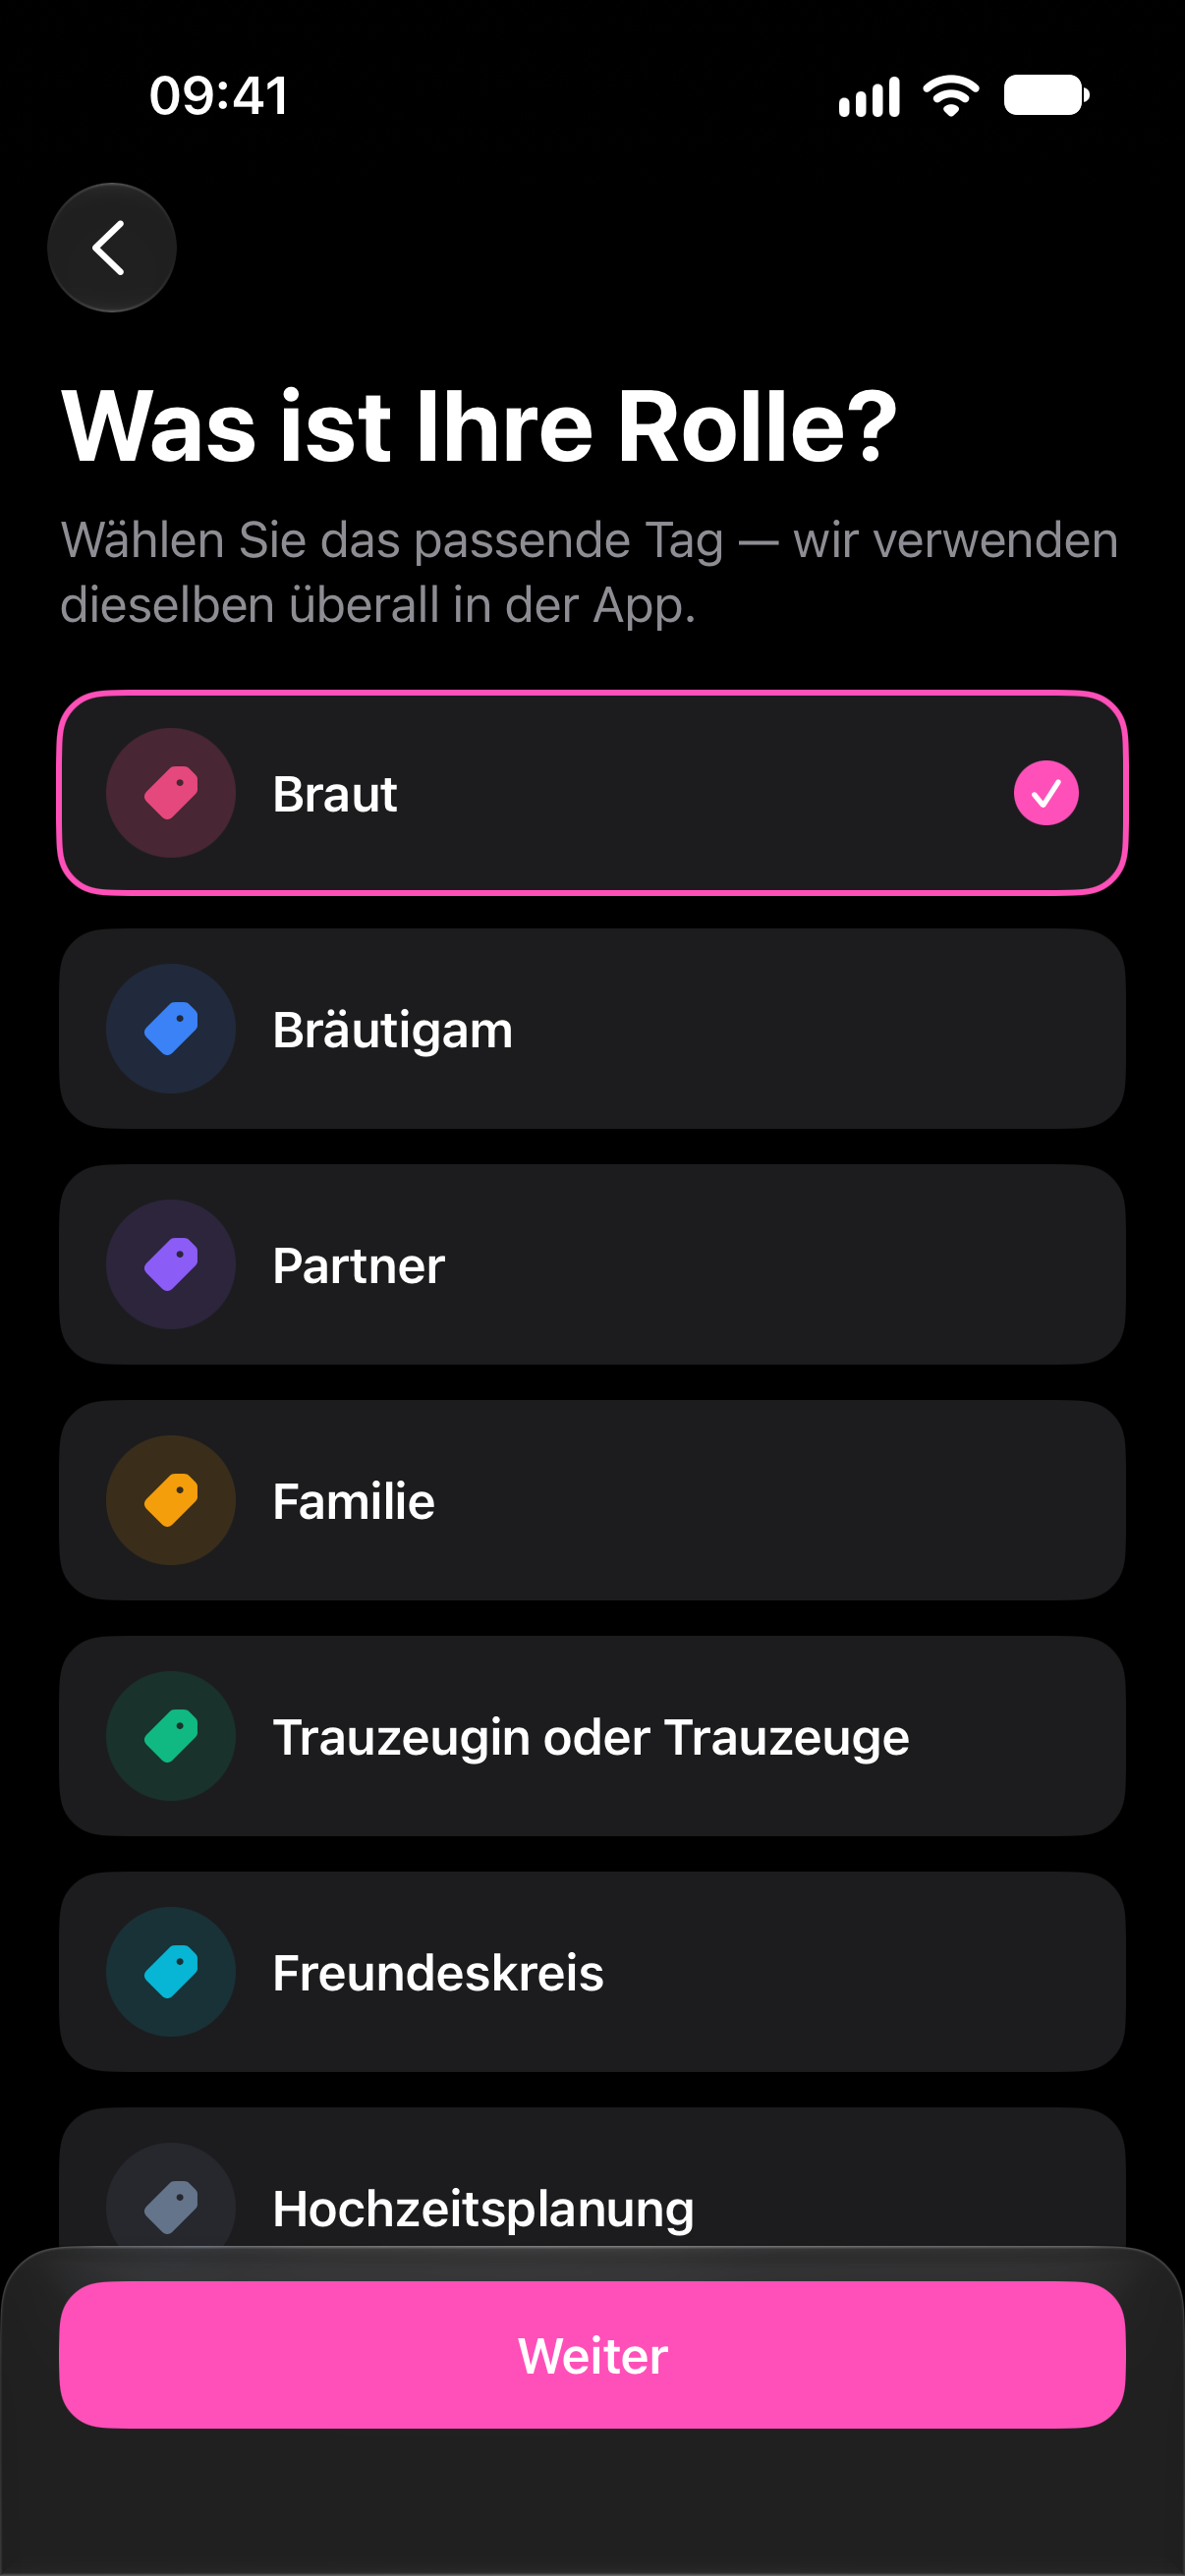 09:41
Was ist Ihre Rolle?
Wählen Sie das passende Tag — wir verwenden
dieselben überall in der App.
Braut
Bräutigam
Partner
Familie
Trauzeugin oder Trauzeuge
Freundeskreis
Hochzeitsplanung
Weiter